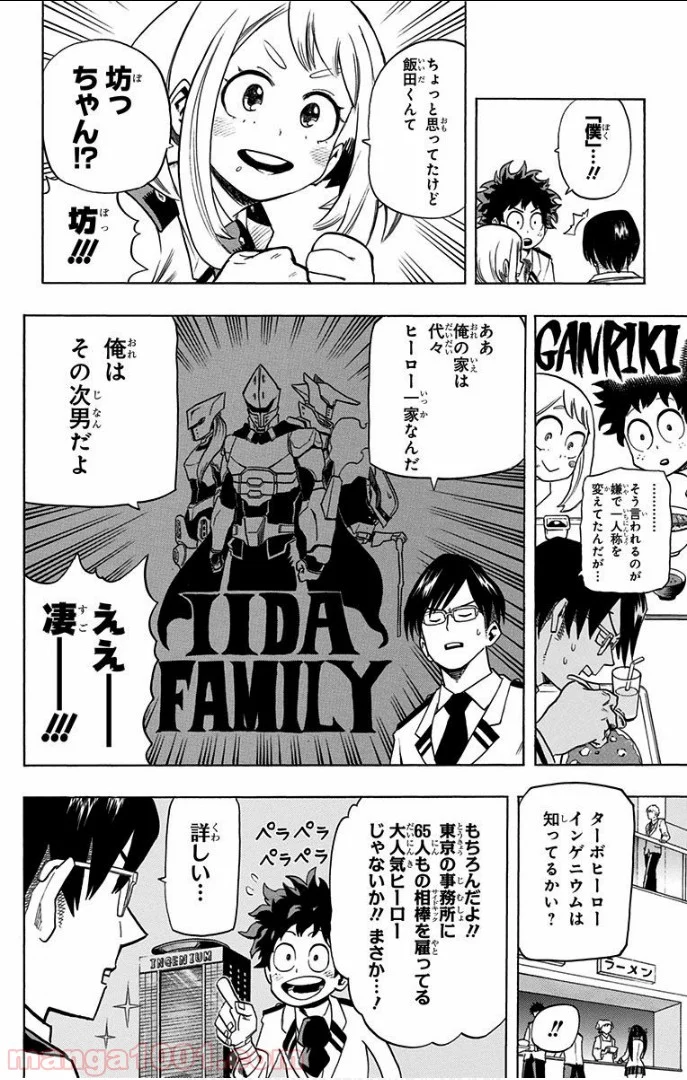 「僕」…!!
ちょっと思ってたけど
飯田くんて
坊っ
ちゃん!?
坊!!!
GANRIKI
………
そう言われるのが
嫌で一人称を
変えてたんだが…
ああ
俺の家は
代々
ヒーロー一家なんだ
IIDA
FAMILY
俺は
その次男だよ
ええ――
凄――!!!
ターボヒーロー
インゲニウムは
知ってるかい？
ラーメン
!!
もちろんだよ!!
東京の事務所に
65人もの相棒を雇ってる
大人気ヒーロー
じゃないか!! まさか…!
ペラペラ
ペラペラ
詳しい…
INGENIUM
manga1001.com